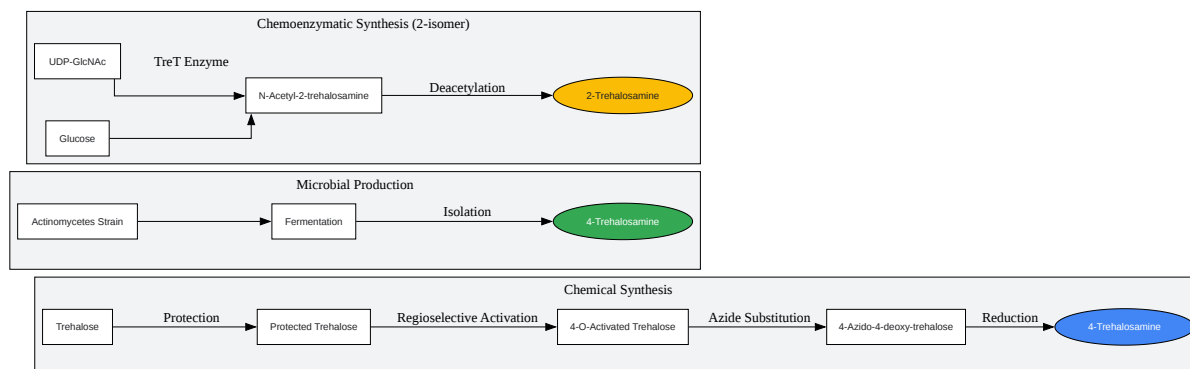 Chemoenzymatic Synthesis (2-isomer)
UDP-GlcNAc
TreT Enzyme
N-Acetyl-2-trehalosamine
Deacetylation
2-Trehalosamine
Glucose
Microbial Production
Actinomycetes Strain
Fermentation
Isolation
4-Trehalosamine
Chemical Synthesis
Trehalose
Protection
Protected Trehalose
Regioselective Activation
4-O-Activated Trehalose
Azide Substitution
4-Azido-4-deoxy-trehalose
Reduction
4-Trehalosamine